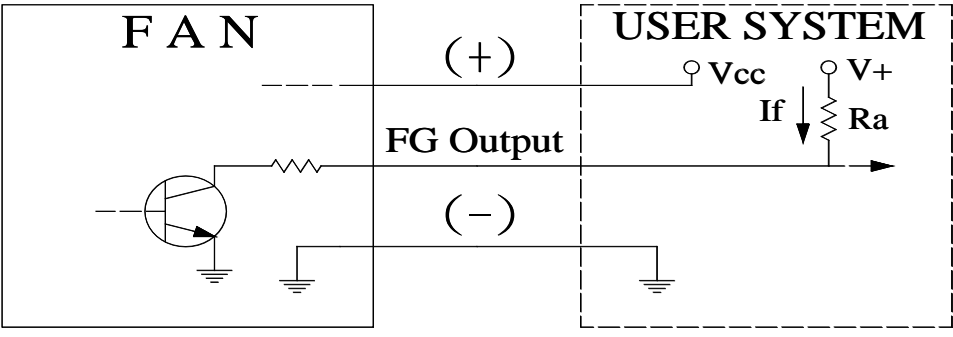 F A N
USER SYSTEM
(+)
Vcc
V+
If
Ra
FG Output
(−)